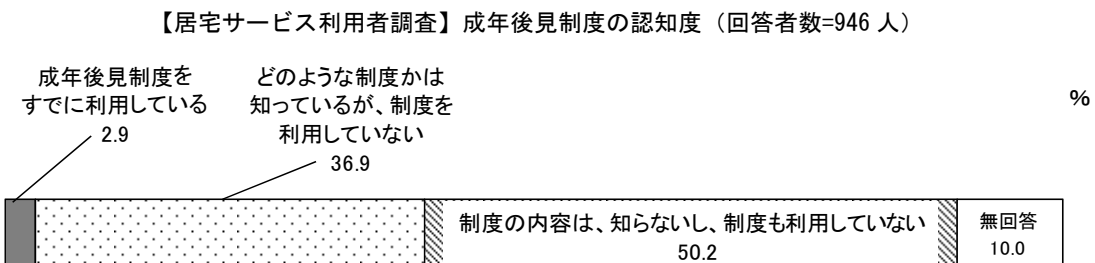 【居宅サービス利用者調査】成年後見制度の認知度（回答者数=946 人）
成年後見制度を
すでに利用している
2.9
どのような制度かは
知っているが、制度を
利用していない
36.9
%
制度の内容は、知らないし、制度も利用していない
50.2
無回答
10.0